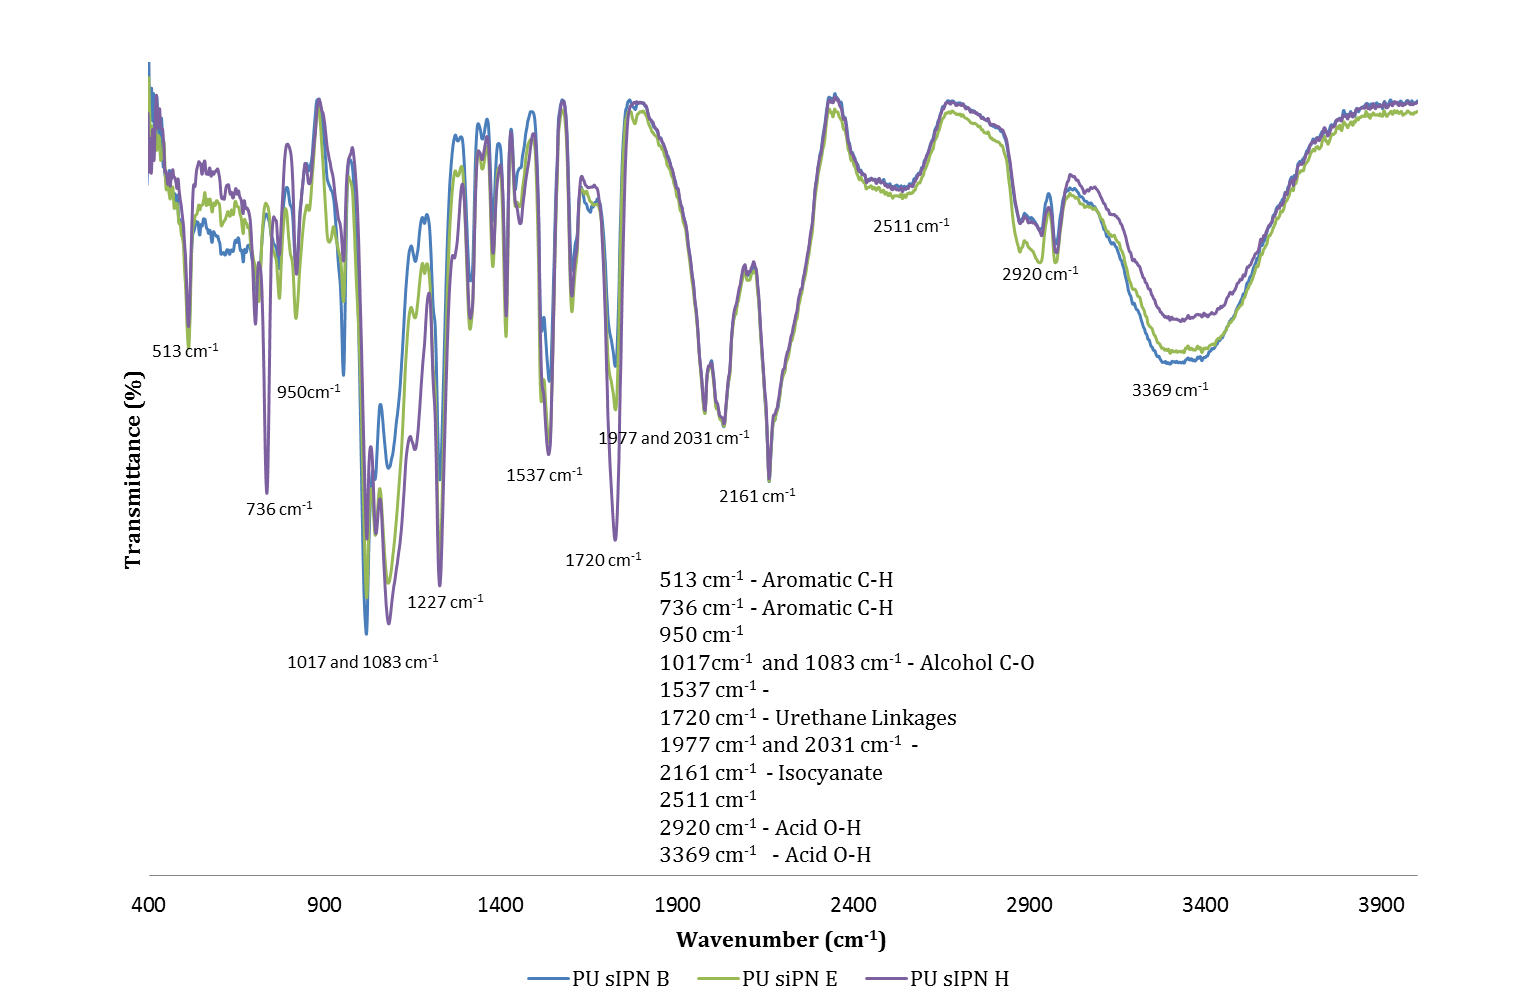 2511 cm-1
2920 cm-1
513 cm-1
950cm-1
3369 cm-1
1977 and 2031 cm-1
1537 cm-1
2161 cm-1
736 cm-1
1720 cm-1
1227 cm-1
1017 and 1083 cm-1
Transmittance (%)
513 cm-1 - Aromatic C-H
736 cm-1 - Aromatic C-H
950 cm-1
1017cm-1 and 1083 cm-1 - Alcohol C-O
1537 cm-1 -
1720 cm-1 - Urethane Linkages
1977 cm-1 and 2031 cm-1 -
2161 cm-1 - Isocyanate
2511 cm-1
2920 cm-1 - Acid O-H
3369 cm-1 - Acid O-H
400 900 1400 1900 2400 2900 3400 3900
Wavenumber (cm-1)
PU sIPN B PU siPN E PU sIPN H